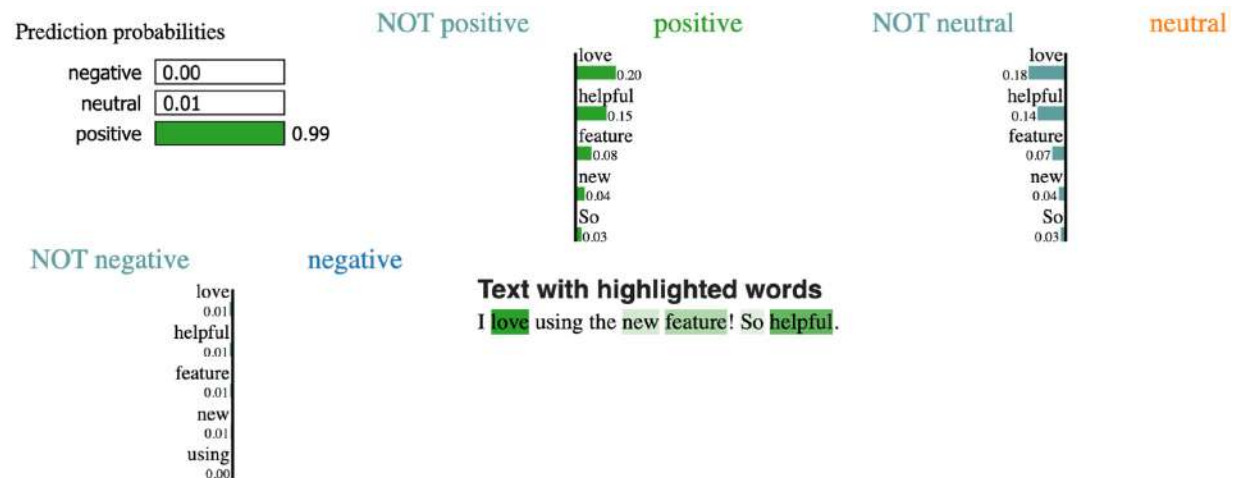 Prediction probabilities
negative 0.00
neutral 0.01
positive 0.99
NOT positive positive
love
0.20
helpful
0.15
feature
0.08
new
0.04
So
0.03
NOT neutral neutral
love
0.18
helpful
0.14
feature
0.07
new
0.04
So
0.03
NOT negative negative
love
0.01
helpful
0.01
feature
0.01
new
0.01
using
0.00
Text with highlighted words
I love using the new feature! So helpful.